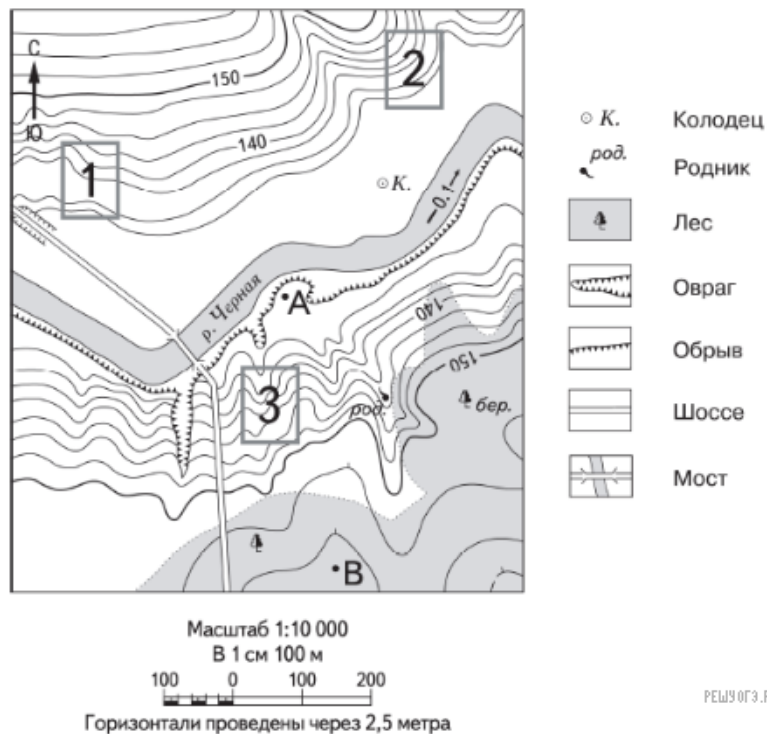 С
Ю
150
140
1
2
К.
0.1
р. Черная
А
140
150
3
род.
бер.
В
К. Колодец
род. Родник
Лес
Овраг
Обрыв
Шоссе
Мост
Масштаб 1:10 000
В 1 см 100 м
100 0 100 200
Горизонтали проведены через 2,5 метра